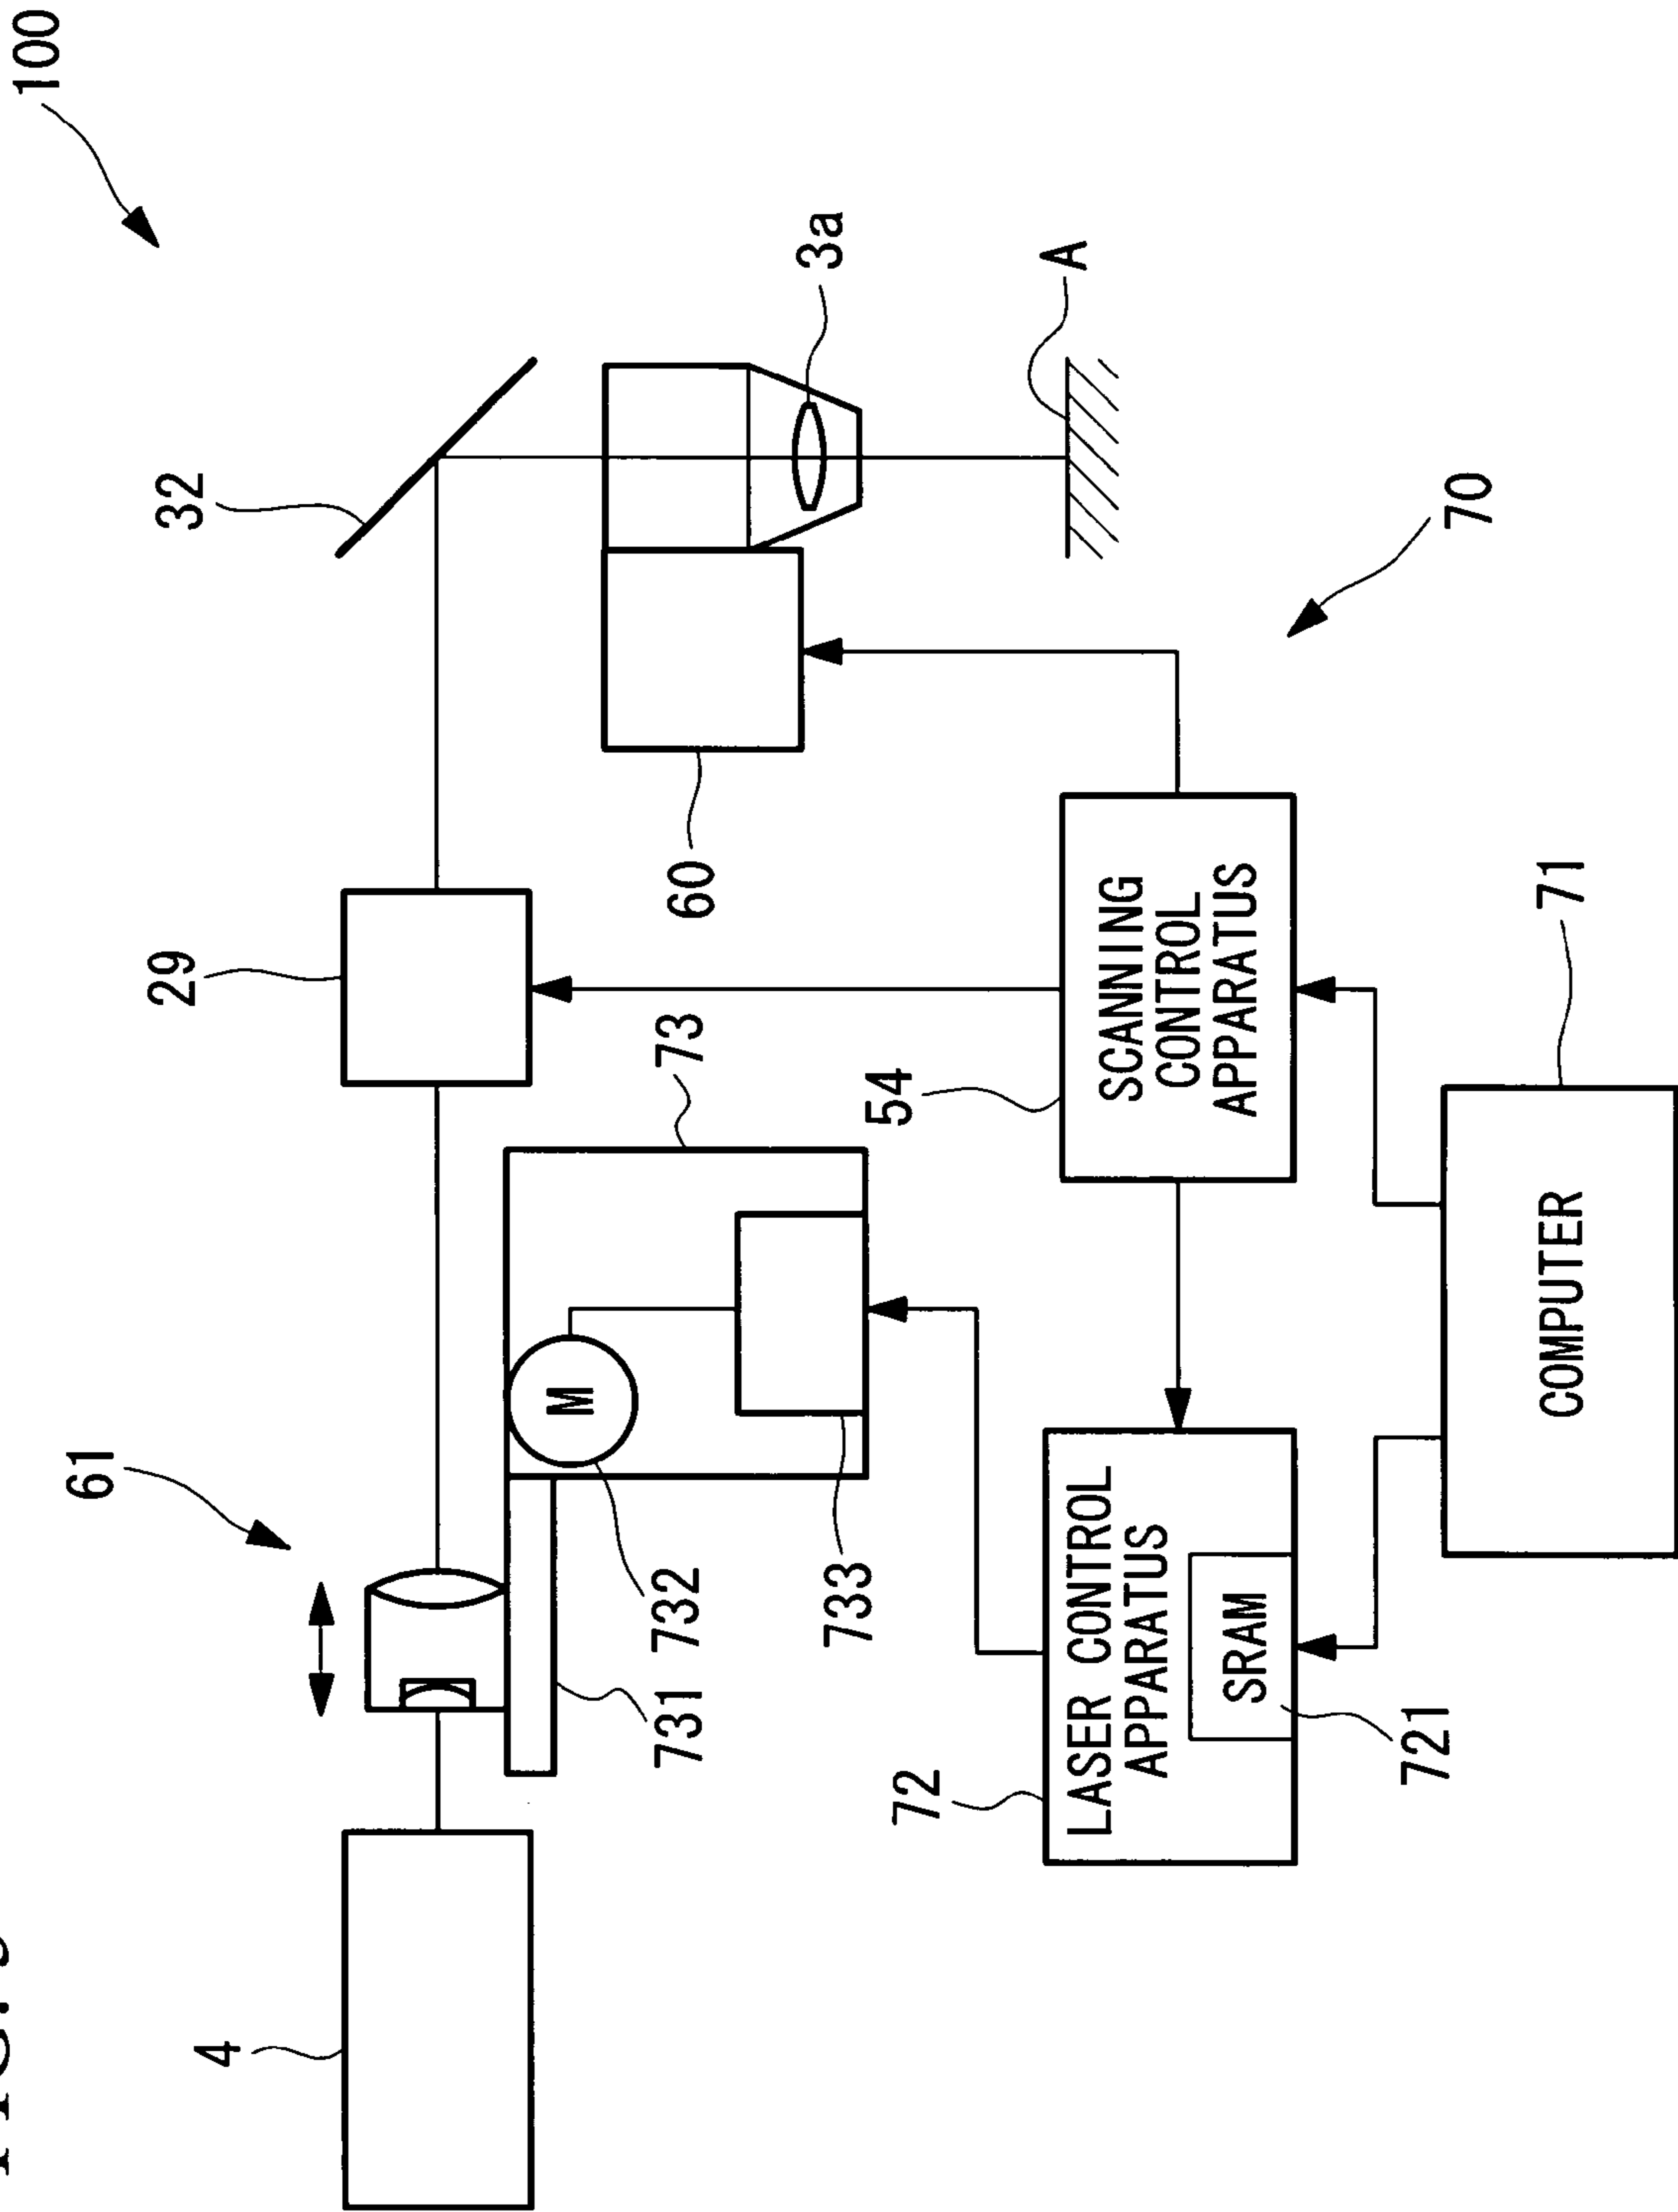 FIG.
100
61
4
29
32
M
731
732
73
60
3a
733
72
54
A
LASER CONTROL
APPARATUS
SRAM
SCANNING
CONTROL
APPARATUS
721
70
COMPUTER
71